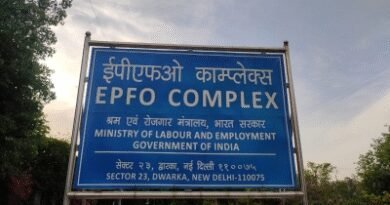 ईपीएफओ काम्प्लेक्स
EPFO COMPLEX
श्रम एवं रोजगार मंत्रालय, भारत सरकार
MINISTRY OF LABOUR AND EMPLOYMENT
GOVERNMENT OF INDIA
सेक्टर २३, द्वारका, नई दिल्ली ११००७५
SECTOR 23, DWARKA, NEW DELHI-110075